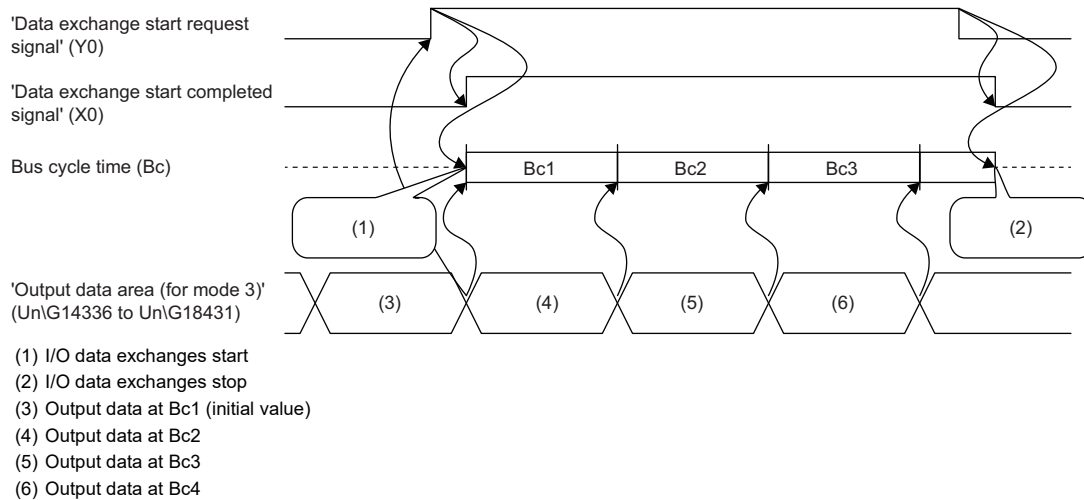 'Data exchange start request
signal' (Y0)
'Data exchange start completed
signal' (X0)
Bus cycle time (Bc)
Bc1
Bc2
Bc3
(1)
(2)
'Output data area (for mode 3)'
(Un\G14336 to Un\G18431)
(3)
(4)
(5)
(6)
(1) I/O data exchanges start
(2) I/O data exchanges stop
(3) Output data at Bc1 (initial value)
(4) Output data at Bc2
(5) Output data at Bc3
(6) Output data at Bc4